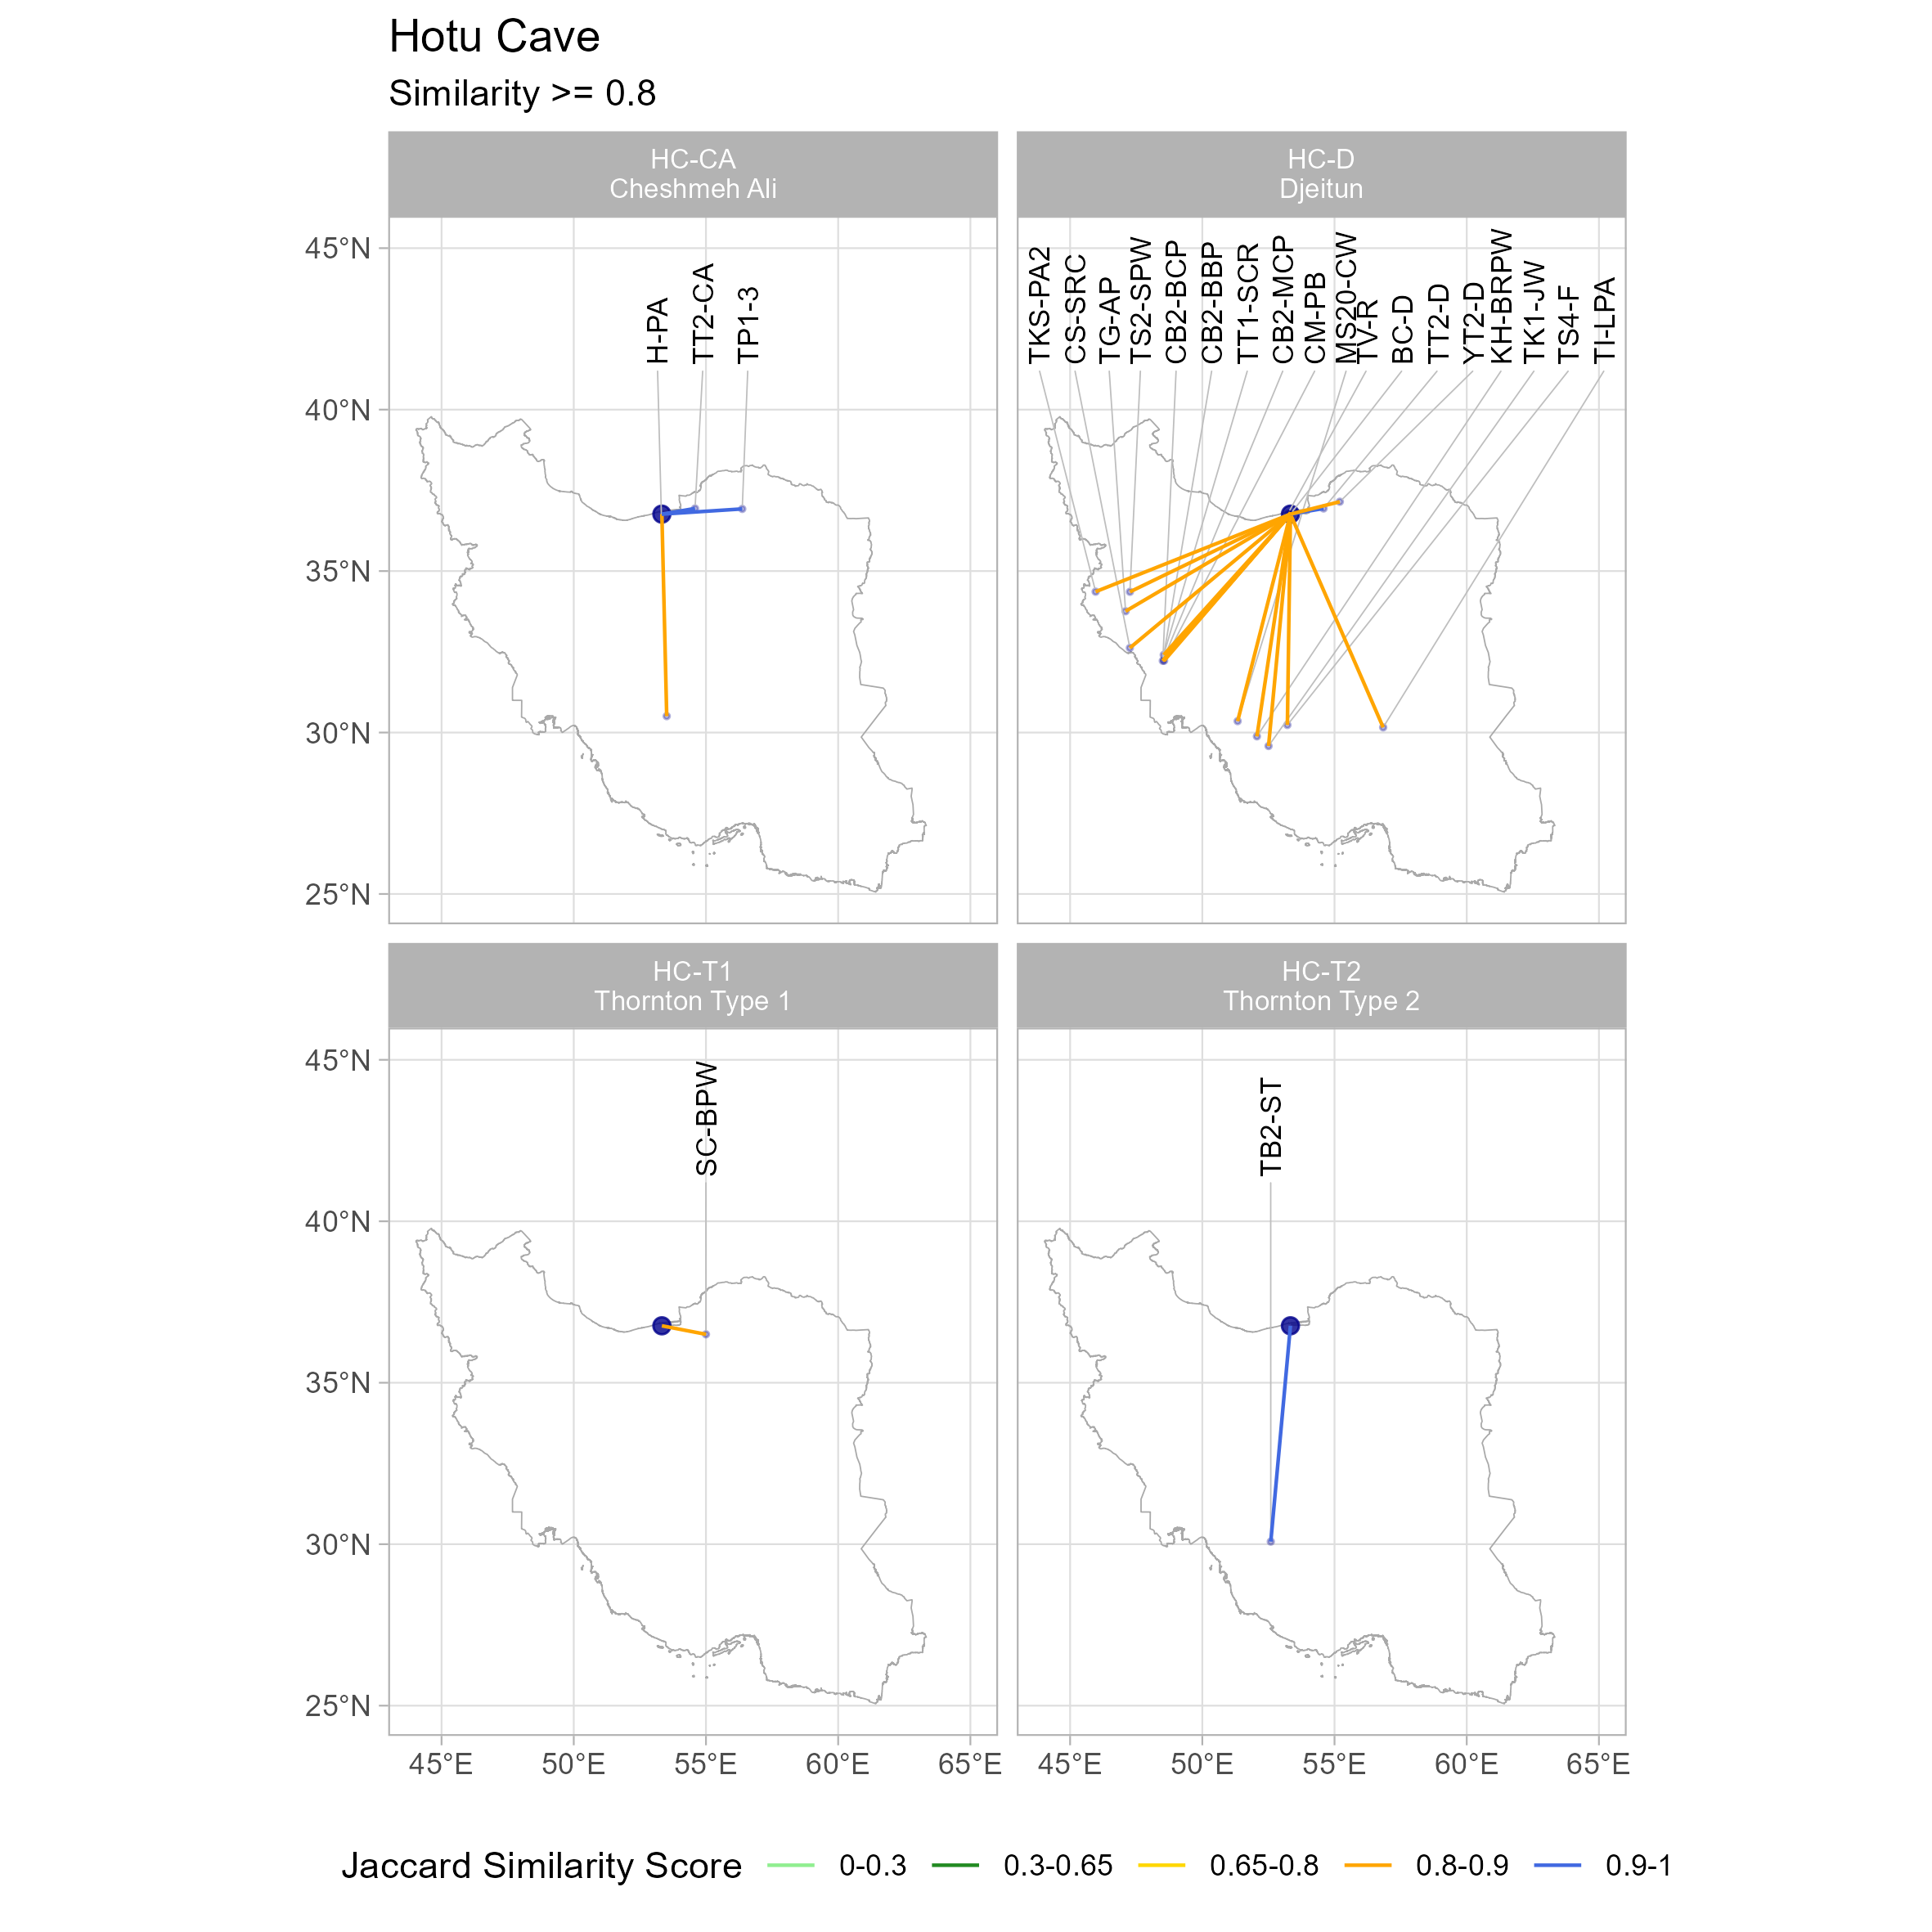 Hotu Cave
Similarity >= 0.8
HC-CA
Cheshmeh Ali
HC-D
Djeitun
45°N
40°N
35°N
30°N
25°N
H-PA
TT2-CA
TP1-3
TKS-PA2
CS-SRC
TG-AP
TS2-SPW
CB2-BCP
CB2-BBP
TT1-SCR
CB2-MCP
CM-PB
MS20-CW
TV-R
BC-D
TT2-D
YT2-D
KH-BRPW
TK1-JW
TS4-F
TI-LPA
HC-T1
Thornton Type 1
HC-T2
Thornton Type 2
45°N
40°N
35°N
30°N
25°N
SC-BPW
TB2-ST
45°E 50°E 55°E 60°E 65°E
45°E 50°E 55°E 60°E 65°E
Jaccard Similarity Score 0-0.3 0.3-0.65 0.65-0.8 0.8-0.9 0.9-1